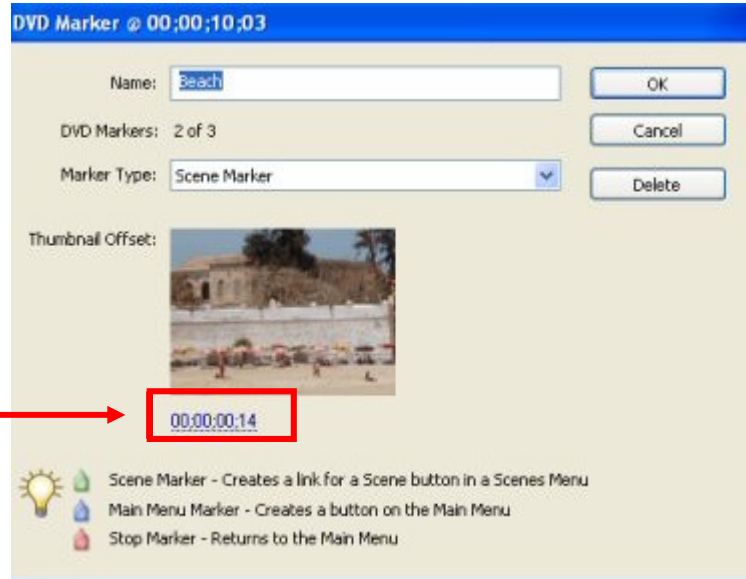 DVD Marker @ 00;00;10;03
Name: Beach
OK
DVD Markers: 2 of 3
Cancel
Marker Type: Scene Marker
Delete
Thumbnail Offset:
00;00;00;14
Scene Marker - Creates a link for a Scene button in a Scenes Menu
Main Menu Marker - Creates a button on the Main Menu
Stop Marker - Returns to the Main Menu